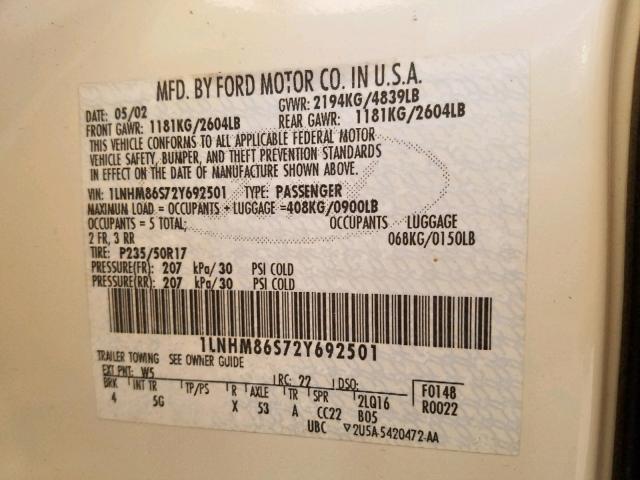 MFD. BY FORD MOTOR CO. IN U.S.A.
DATE: 05/02 GVWR: 2194KG/4839LB
FRONT GAWR: 1181KG/2604LB REAR GAWR: 1181KG/2604LB
THIS VEHICLE CONFORMS TO ALL APPLICABLE FEDERAL MOTOR
VEHICLE SAFETY, BUMPER, AND THEFT PREVENTION STANDARDS
IN EFFECT ON THE DATE OF MANUFACTURE SHOWN ABOVE.
VIN: 1LNHM86S72Y692501 TYPE: PASSENGER
MAXIMUM LOAD = OCCUPANTS + LUGGAGE =408KG/0900LB
OCCUPANTS = 5 TOTAL: OCCUPANTS LUGGAGE
2 FR, 3 RR 068KG/0150LB
TIRE: P235/50R17
PRESSURE(FR): 207 kPa/30 PSI COLD
PRESSURE(RR): 207 kPa/30 PSI COLD
1LNHM86S72Y692501
TRAILER TOWING SEE OWNER GUIDE
EXT PNT: W5 RC: 22 DSO:
BRK INT TR TP/PS R AXLE TR SPR 2LQ16 F0148
4 5G X 53 A CC22 B05 R0022
UBC ▽2U5A-5420472-AA